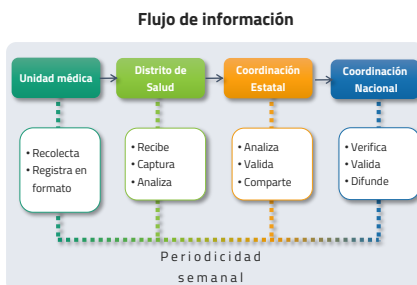 Flujo de información
Unidad médica
Distrito de
Salud
Coordinación
Estatal
Coordinación
Nacional
• Recolecta
• Registra en
formato
• Recibe
• Captura
• Analiza
• Analiza
• Valida
• Comparte
• Verifica
• Valida
• Difunde
Periodicidad
semanal